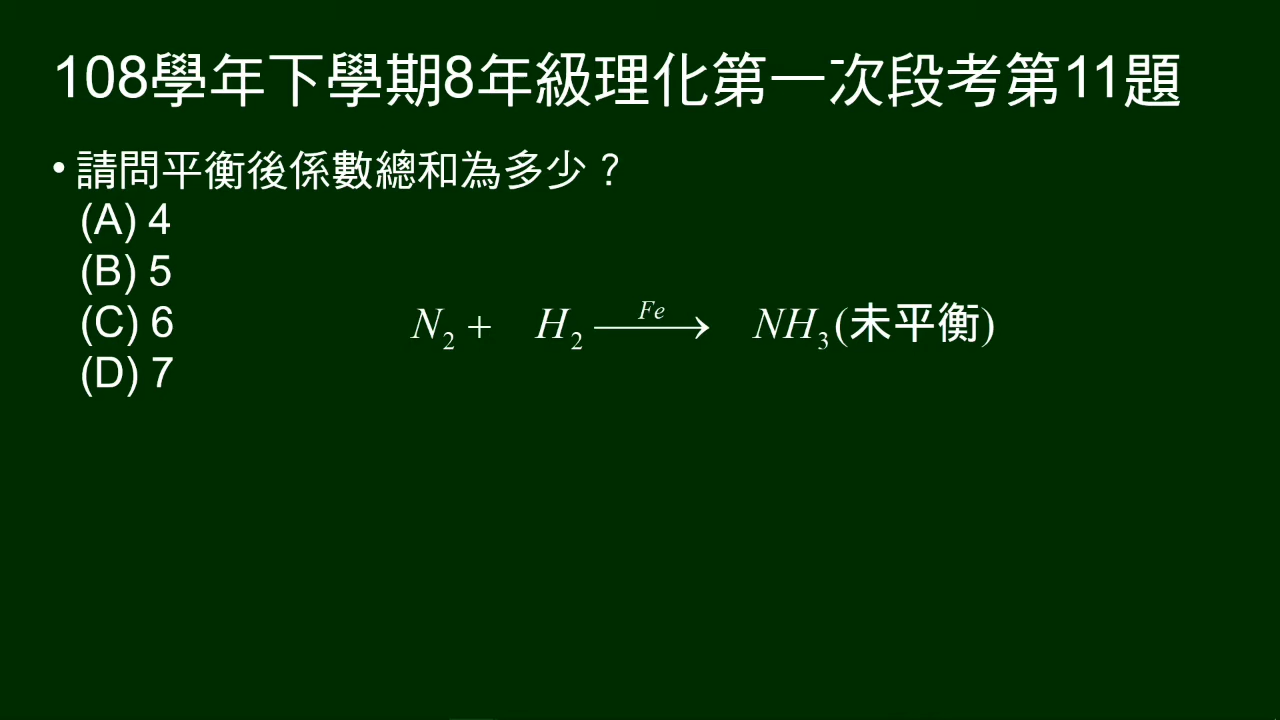 108學年下學期8年級理化第一次段考第11題
• 請問平衡後係數總和為多少？
(A) 4
(B) 5
(C) 6
(D) 7
N₂ + H₂ —Fe→ NH₃(未平衡)